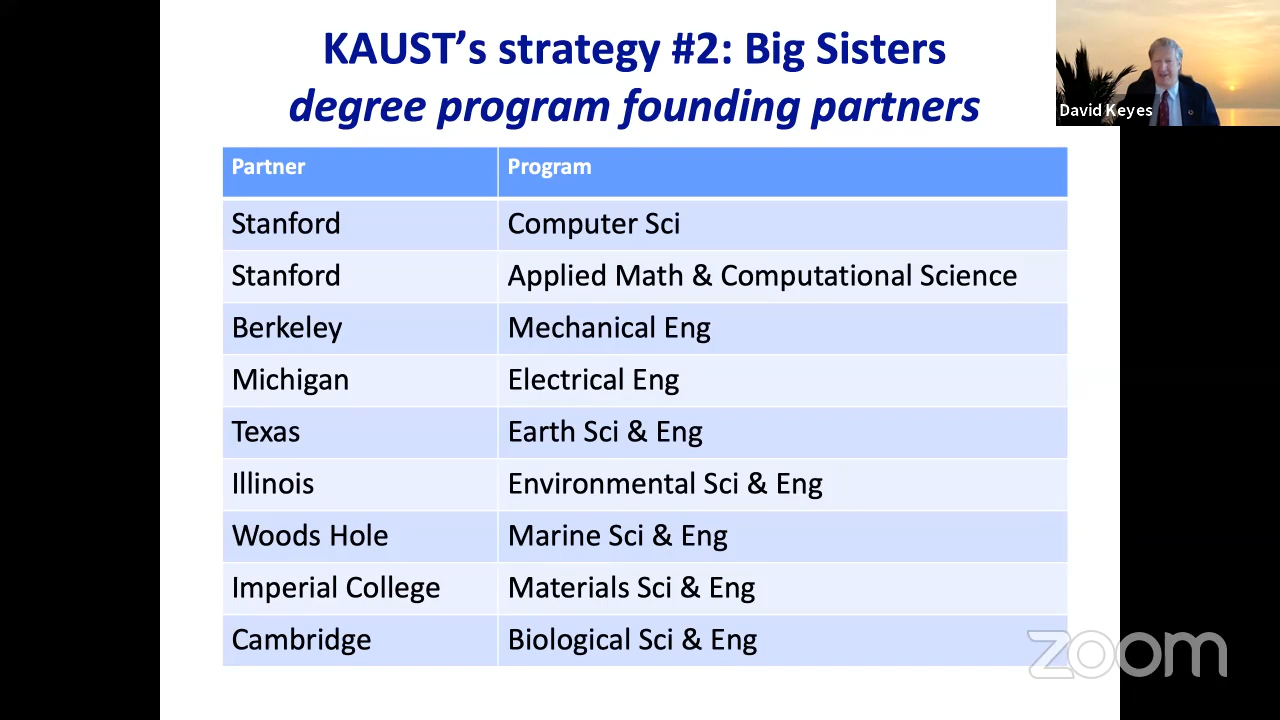 KAUST’s strategy #2: Big Sisters
degree program founding partners
David Keyes
Partner Program
Stanford Computer Sci
Stanford Applied Math & Computational Science
Berkeley Mechanical Eng
Michigan Electrical Eng
Texas Earth Sci & Eng
Illinois Environmental Sci & Eng
Woods Hole Marine Sci & Eng
Imperial College Materials Sci & Eng
Cambridge Biological Sci & Eng
zoom